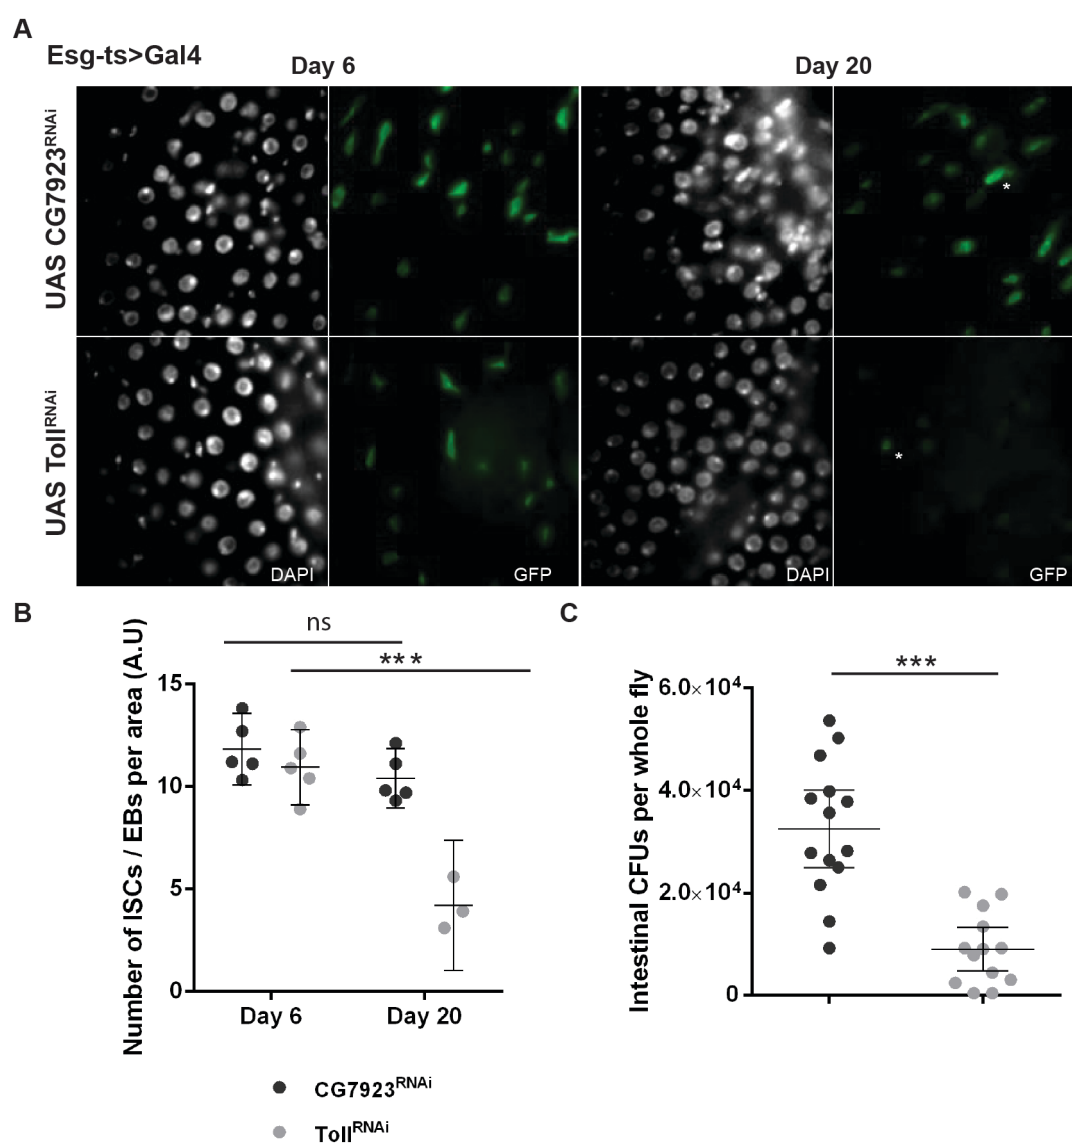 A
Esg-ts>Gal4
Day 6
Day 20
UAS CG7923RNAi
*
UAS TollRNAi
*
DAPI
GFP
DAPI
GFP
B
C
ns
***
***
Number of ISCs / EBs per area (A.U)
15
10
5
0
Day 6
Day 20
Intestinal CFUs per whole fly
6.0×10⁴
4.0×10⁴
2.0×10⁴
0
CG7923RNAi
TollRNAi